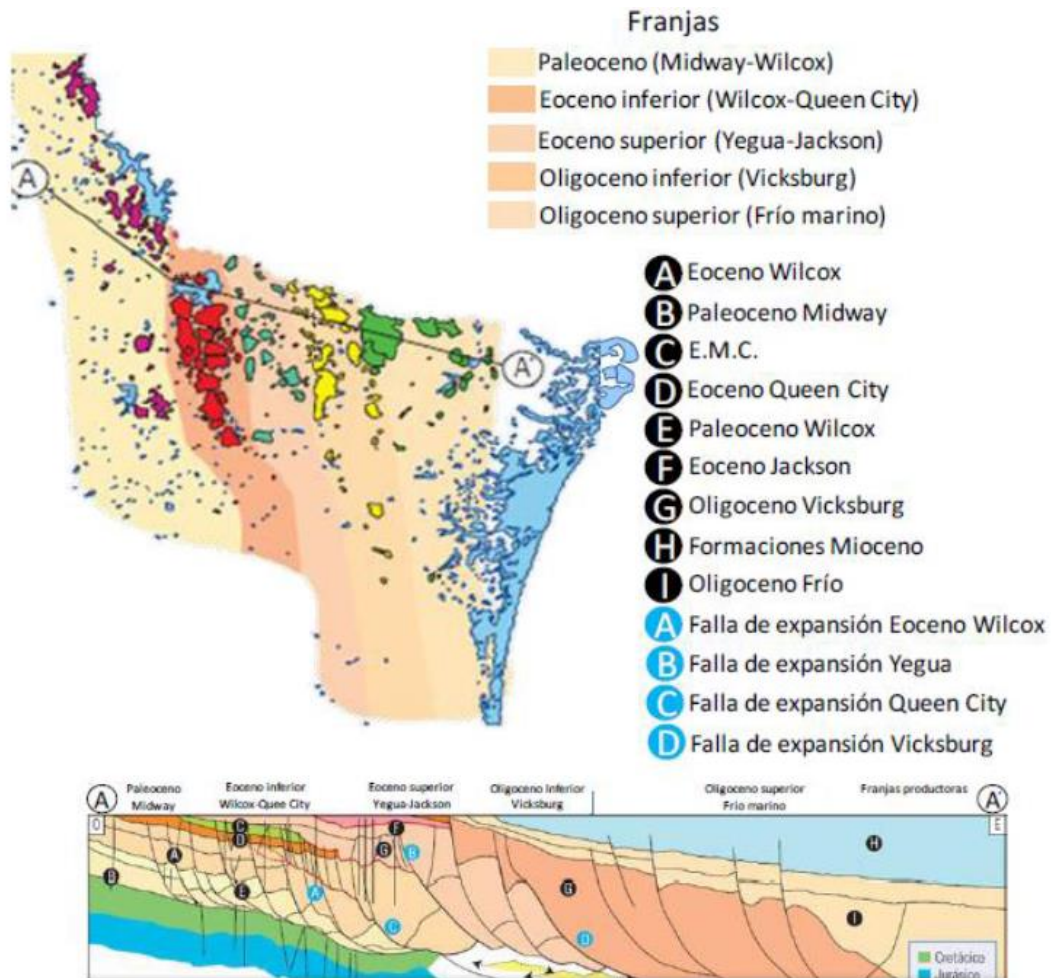 Franjas
Paleoceno (Midway-Wilcox)
Eoceno inferior (Wilcox-Queen City)
Eoceno superior (Yegua-Jackson)
Oligoceno inferior (Vicksburg)
Oligoceno superior (Frío marino)
A
A'
A Eoceno Wilcox
B Paleoceno Midway
C E.M.C.
D Eoceno Queen City
E Paleoceno Wilcox
F Eoceno Jackson
G Oligoceno Vicksburg
H Formaciones Mioceno
I Oligoceno Frío
A Falla de expansión Eoceno Wilcox
B Falla de expansión Yegua
C Falla de expansión Queen City
D Falla de expansión Vicksburg
A Paleoceno Eoceno inferior Eoceno superior Oligoceno Inferior Oligoceno superior Franjas productoras A'
Midway Wilcox-Quee City Yegua-Jackson Vicksburg Frío marino
O E
C F
D G B H
A
B E A G
C D I
Cretácico
Jurásico